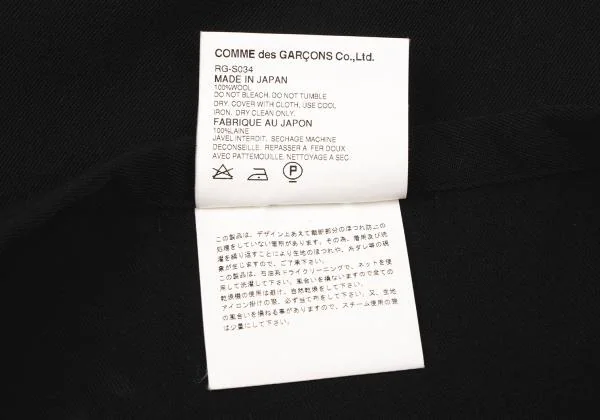 COMME des GARÇONS Co.,Ltd.
RG-S034
MADE IN JAPAN
100%WOOL
DO NOT BLEACH. DO NOT TUMBLE
DRY. COVER WITH CLOTH. USE COOL
IRON. DRY CLEAN ONLY.
FABRIQUE AU JAPON
100%LAINE
JAVEL INTERDIT. SECHAGE MACHINE
DECONSEILLE. REPASSER A FER DOUX
AVEC PATTEMOUILLE. NETTOYAGE A SEC.
P
この製品は、デザイン上あえて裁断部分のほつれ防止の
処理をしていない箇所があります。その為、着用及び洗
濯を繰り返すことにより生地のほつれや、糸ダレ等の現
象が生じますので、ご了承下さい。
この製品は、石油系ドライクリーニングで、ネットを使
用して洗濯して下さい。風合いを損ないますので全ての
乾燥機の使用は避け、自然乾燥をして下さい。
アイロン掛けの際、必ず当て布をして下さい。又、生地
の風合いを損ねる事がありますので、スチーム使用の際
は少量にして下さい。